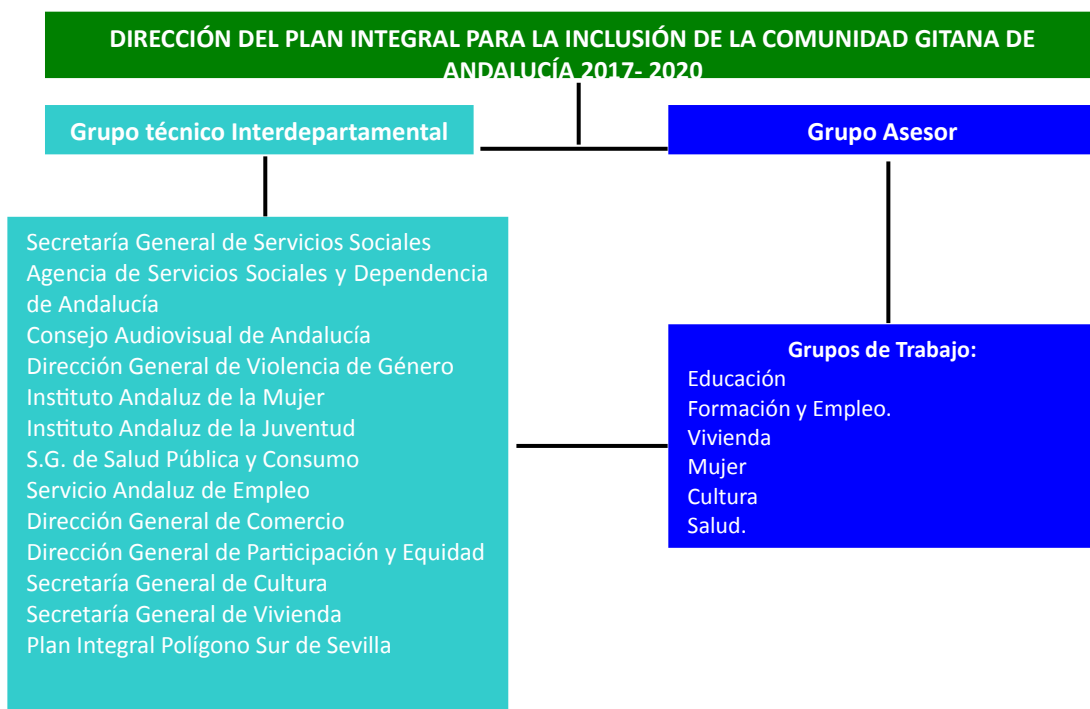 DIRECCIÓN DEL PLAN INTEGRAL PARA LA INCLUSIÓN DE LA COMUNIDAD GITANA DE
ANDALUCÍA 2017- 2020
Grupo técnico Interdepartamental
Grupo Asesor
Secretaría General de Servicios Sociales
Agencia de Servicios Sociales y Dependencia
de Andalucía
Consejo Audiovisual de Andalucía
Dirección General de Violencia de Género
Instituto Andaluz de la Mujer
Instituto Andaluz de la Juventud
S.G. de Salud Pública y Consumo
Servicio Andaluz de Empleo
Dirección General de Comercio
Dirección General de Participación y Equidad
Secretaría General de Cultura
Secretaría General de Vivienda
Plan Integral Polígono Sur de Sevilla
Grupos de Trabajo:
Educación
Formación y Empleo.
Vivienda
Mujer
Cultura
Salud.